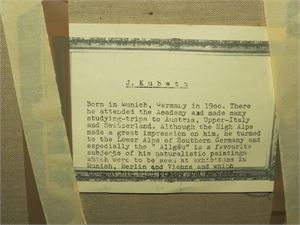 J. Kubath
Born in Munich, Germany in 1900. There
he attended the Academy and made many
studying-trips to Austria, Upper-Italy
and Switzerland. Although the High Alps
made a great impression on him, he turned
to the Lower Alps of Southern Germany and
especially the " Allgäu" is a favourite
subjects of his naturalistic paintings
which were to be seen at exhibitions in
Munich, Berlin and Vienna and which